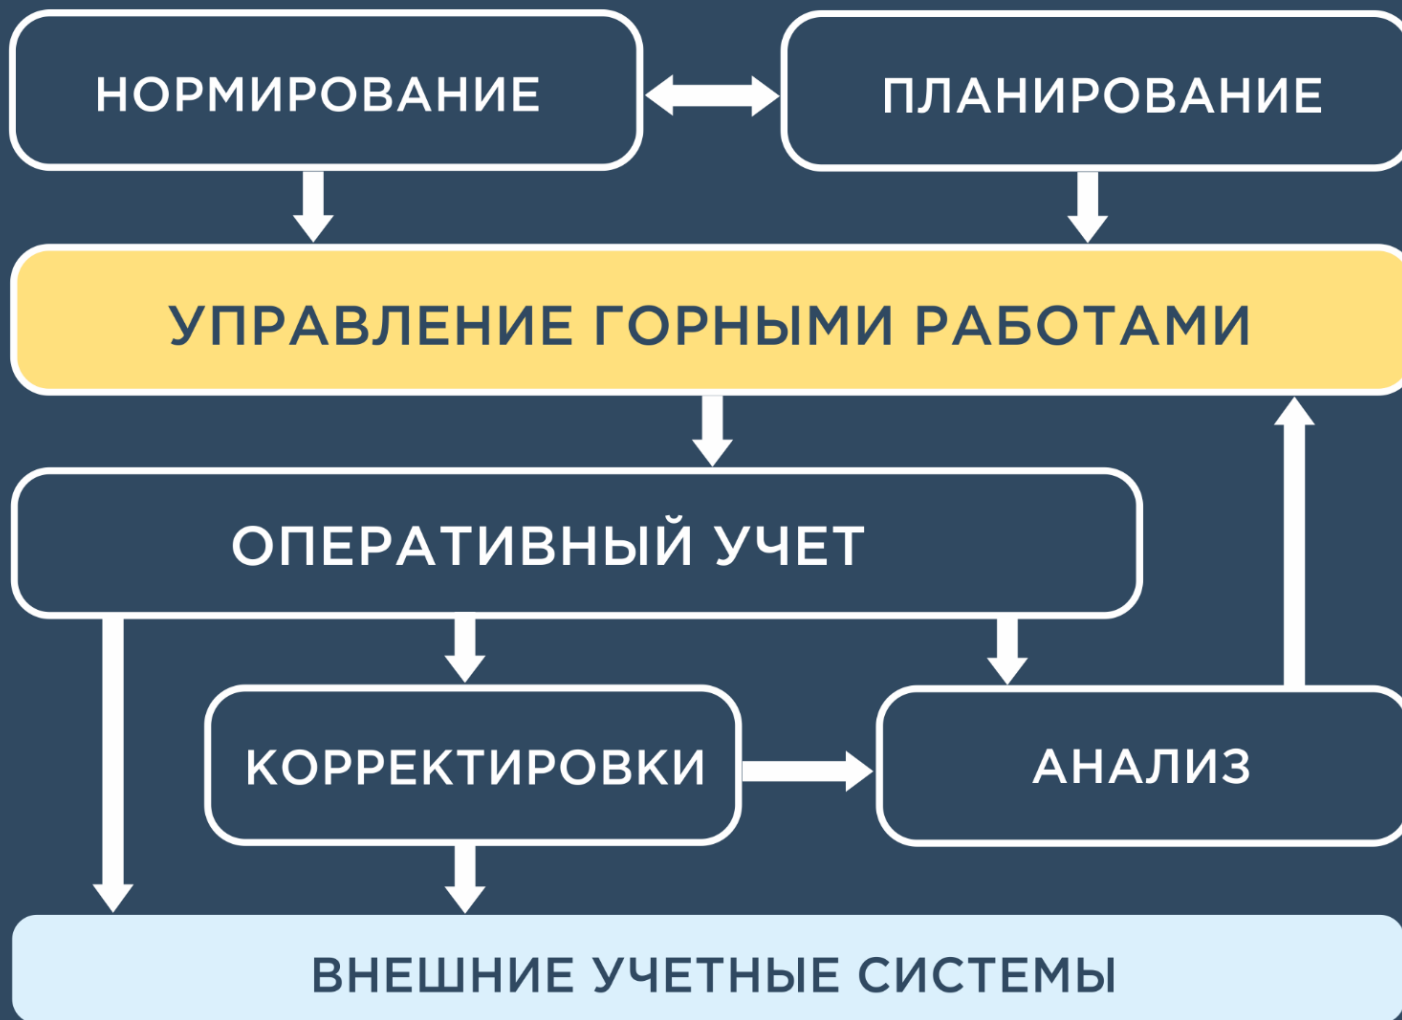 НОРМИРОВАНИЕ
ПЛАНИРОВАНИЕ
УПРАВЛЕНИЕ ГОРНЫМИ РАБОТАМИ
ОПЕРАТИВНЫЙ УЧЕТ
КОРРЕКТИРОВКИ
АНАЛИЗ
ВНЕШНИЕ УЧЕТНЫЕ СИСТЕМЫ